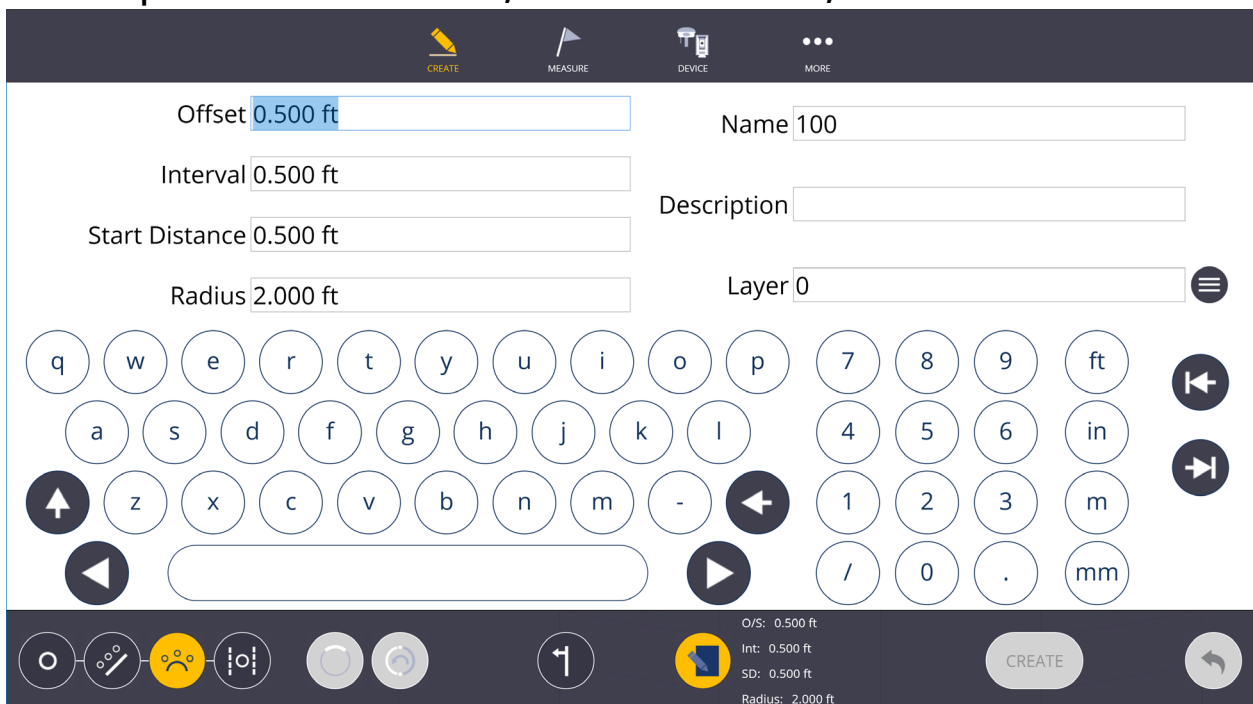 CREATE MEASURE DEVICE MORE
Offset 0.500 ft
Interval 0.500 ft
Start Distance 0.500 ft
Radius 2.000 ft
Name 100
Description
Layer 0
q w e r t y u i o p 7 8 9 ft
a s d f g h j k l 4 5 6 in
z x c v b n m - 1 2 3 m
/ 0 . mm
O/S: 0.500 ft
Int: 0.500 ft
SD: 0.500 ft
Radius: 2.000 ft
CREATE